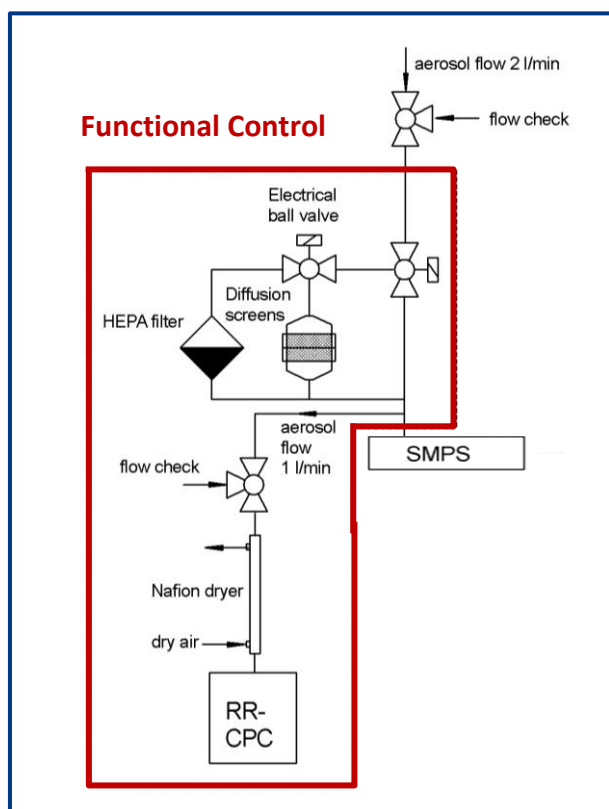 aerosol flow 2 l/min
flow check
Functional Control
Electrical
ball valve
Diffusion
screens
HEPA filter
aerosol
flow
1 l/min
SMPS
flow check
Nafion dryer
dry air
RR-
CPC